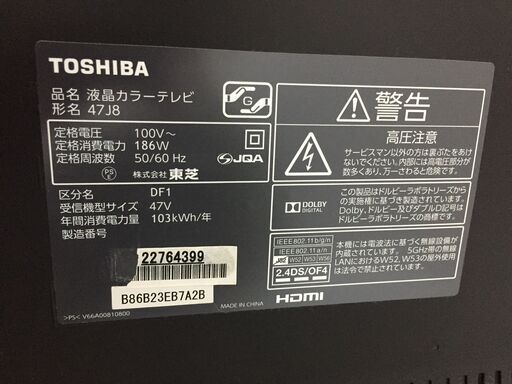 TOSHIBA
品名 液晶カラーテレビ
形名 47J8
定格電圧 100V～
定格消費電力 186W
定格周波数 50/60 Hz
PS
E
JQA
株式会社 東芝
区分名 DF1
受信機型サイズ 47V
年間消費電力量 103kWh/年
製造番号
22764399
B86B23EB7A2B
MADE IN CHINA
>PS< V66A00810800
G
警告
高圧注意
サービスマン以外の方は裏ぶたをあけ
ないでください。内部には高電圧部分が
数多くあり、万一さわると危険です。
DOLBY
DIGITAL
この製品はドルビーラボラトリーズから
の実施権に基づき製造されています。
Dolby、ドルビー及びダブルD記号は
ドルビーラボラトリーズの商標です。
IEEE802.11b/g/n
IEEE802.11a/n
W52 W53 W56
2.4DS/OF4
本機には電波法に基づく無線設備
が内蔵されています。5GHz帯の無線
LANにおけるW52、W53の屋外使用
は法令で禁止されています。
HDMI